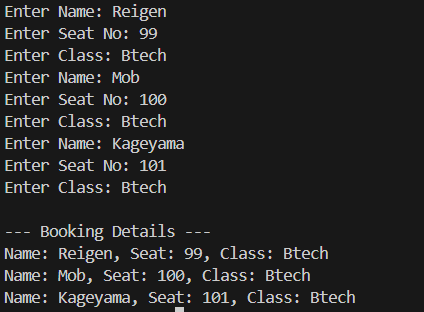 Enter Name: Reigen
Enter Seat No: 99
Enter Class: Btech
Enter Name: Mob
Enter Seat No: 100
Enter Class: Btech
Enter Name: Kageyama
Enter Seat No: 101
Enter Class: Btech
--- Booking Details ---
Name: Reigen, Seat: 99, Class: Btech
Name: Mob, Seat: 100, Class: Btech
Name: Kageyama, Seat: 101, Class: Btech